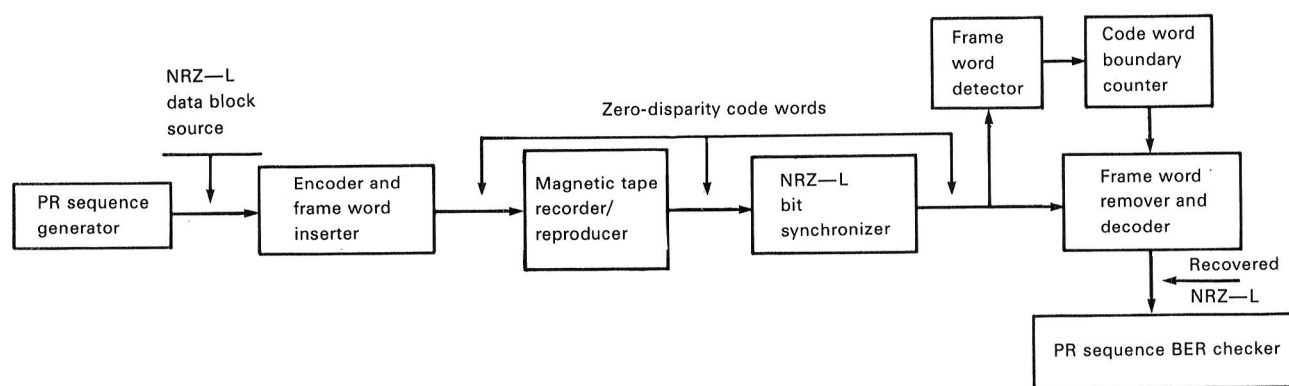 NRZ—L
data block
source
PR sequence
generator
Encoder and
frame word
inserter
Zero-disparity code words
Magnetic tape
recorder/
reproducer
NRZ—L
bit
synchronizer
Frame
word
detector
Code word
boundary
counter
Frame word
remover and
decoder
Recovered
NRZ—L
PR sequence BER checker